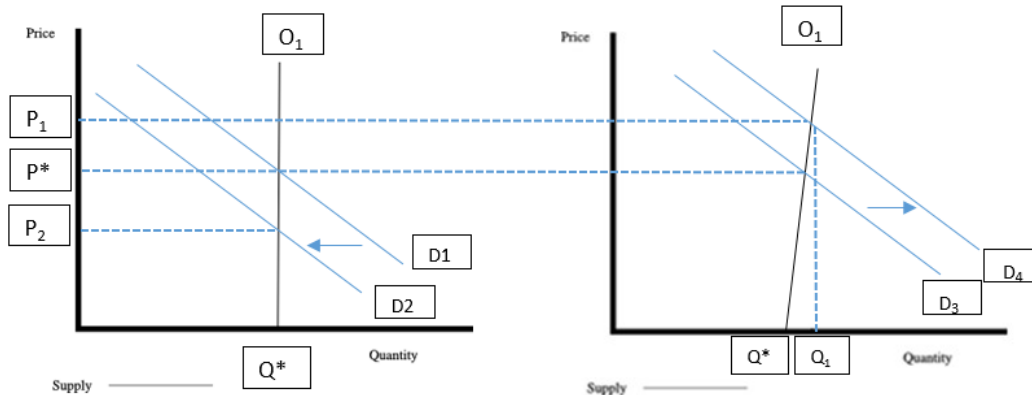 Price
O₁
P₁
P*
P₂
D1
D2
Q*
Quantity
Supply
Price
O₁
D₄
D₃
Q*
Q₁
Quantity
Supply